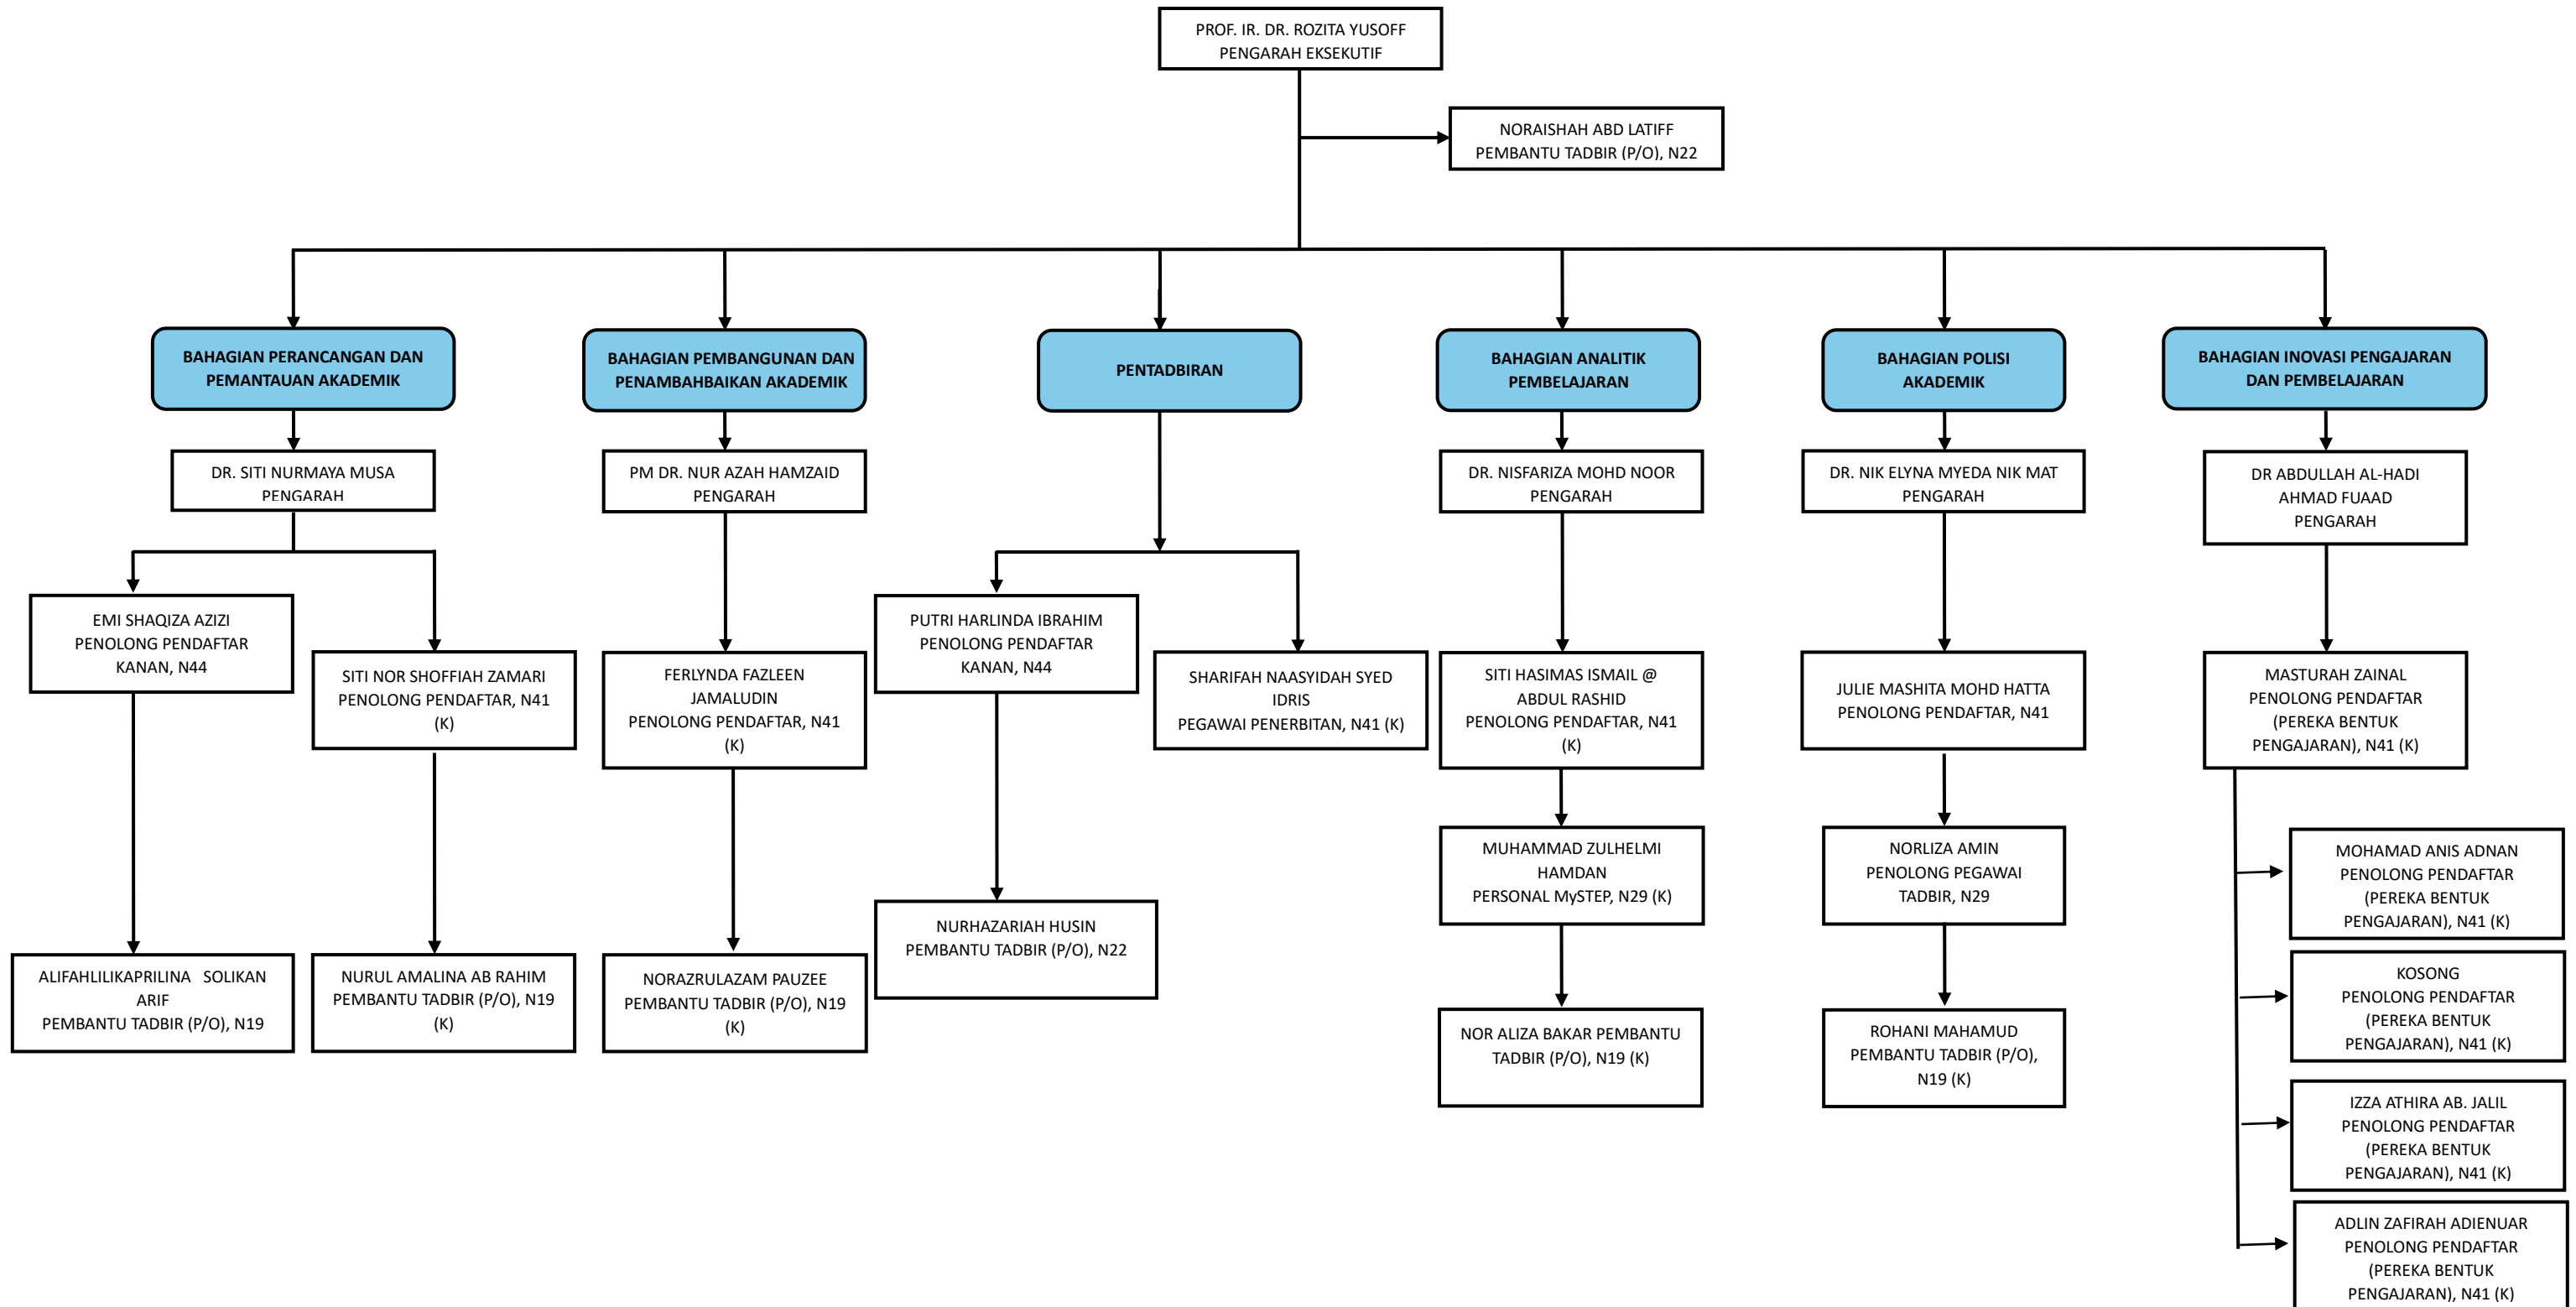 PROF. IR. DR. ROZITA YUSOFF
PENGARAH EKSEKUTIF
NORAISHAH ABD LATIFF
PEMBANTU TADBIR (P/O), N22
BAHAGIAN PERANCANGAN DAN
PEMANTAUAN AKADEMIK
BAHAGIAN PEMBANGUNAN DAN
PENAMBAHBAIKAN AKADEMIK
PENTADBIRAN
BAHAGIAN ANALITIK
PEMBELAJARAN
BAHAGIAN POLISI
AKADEMIK
BAHAGIAN INOVASI PENGAJARAN
DAN PEMBELAJARAN
DR. SITI NURMAYA MUSA
PENGARAH
PM DR. NUR AZAH HAMZAID
PENGARAH
DR. NISFARIZA MOHD NOOR
PENGARAH
DR. NIK ELYNA MYEDA NIK MAT
PENGARAH
DR ABDULLAH AL-HADI
AHMAD FUAAD
PENGARAH
EMI SHAQIZA AZIZI
PENOLONG PENDAFTAR
KANAN, N44
SITI NOR SHOFFIAH ZAMARI
PENOLONG PENDAFTAR, N41
(K)
FERLYNDA FAZLEEN
JAMALUDIN
PENOLONG PENDAFTAR, N41
(K)
PUTRI HARLINDA IBRAHIM
PENOLONG PENDAFTAR
KANAN, N44
SHARIFAH NAASYIDAH SYED
IDRIS
PEGAWAI PENERBITAN, N41 (K)
SITI HASIMAS ISMAIL @
ABDUL RASHID
PENOLONG PENDAFTAR, N41
(K)
JULIE MASHITA MOHD HATTA
PENOLONG PENDAFTAR, N41
MASTURAH ZAINAL
PENOLONG PENDAFTAR
(PEREKA BENTUK
PENGAJARAN), N41 (K)
MUHAMMAD ZULHELMI
HAMDAN
PERSONAL MySTEP, N29 (K)
NORLIZA AMIN
PENOLONG PEGAWAI
TADBIR, N29
MOHAMAD ANIS ADNAN
PENOLONG PENDAFTAR
(PEREKA BENTUK
PENGAJARAN), N41 (K)
ALIFAHLILIKAPRILINA SOLIKAN
ARIF
PEMBANTU TADBIR (P/O), N19
NURUL AMALINA AB RAHIM
PEMBANTU TADBIR (P/O), N19
(K)
NORAZRULAZAM PAUZEE
PEMBANTU TADBIR (P/O), N19
(K)
NURHAZARIAH HUSIN
PEMBANTU TADBIR (P/O), N22
NOR ALIZA BAKAR PEMBANTU
TADBIR (P/O), N19 (K)
ROHANI MAHAMUD
PEMBANTU TADBIR (P/O),
N19 (K)
KOSONG
PENOLONG PENDAFTAR
(PEREKA BENTUK
PENGAJARAN), N41 (K)
IZZA ATHIRA AB. JALIL
PENOLONG PENDAFTAR
(PEREKA BENTUK
PENGAJARAN), N41 (K)
ADLIN ZAFIRAH ADIENUAR
PENOLONG PENDAFTAR
(PEREKA BENTUK
PENGAJARAN), N41 (K)